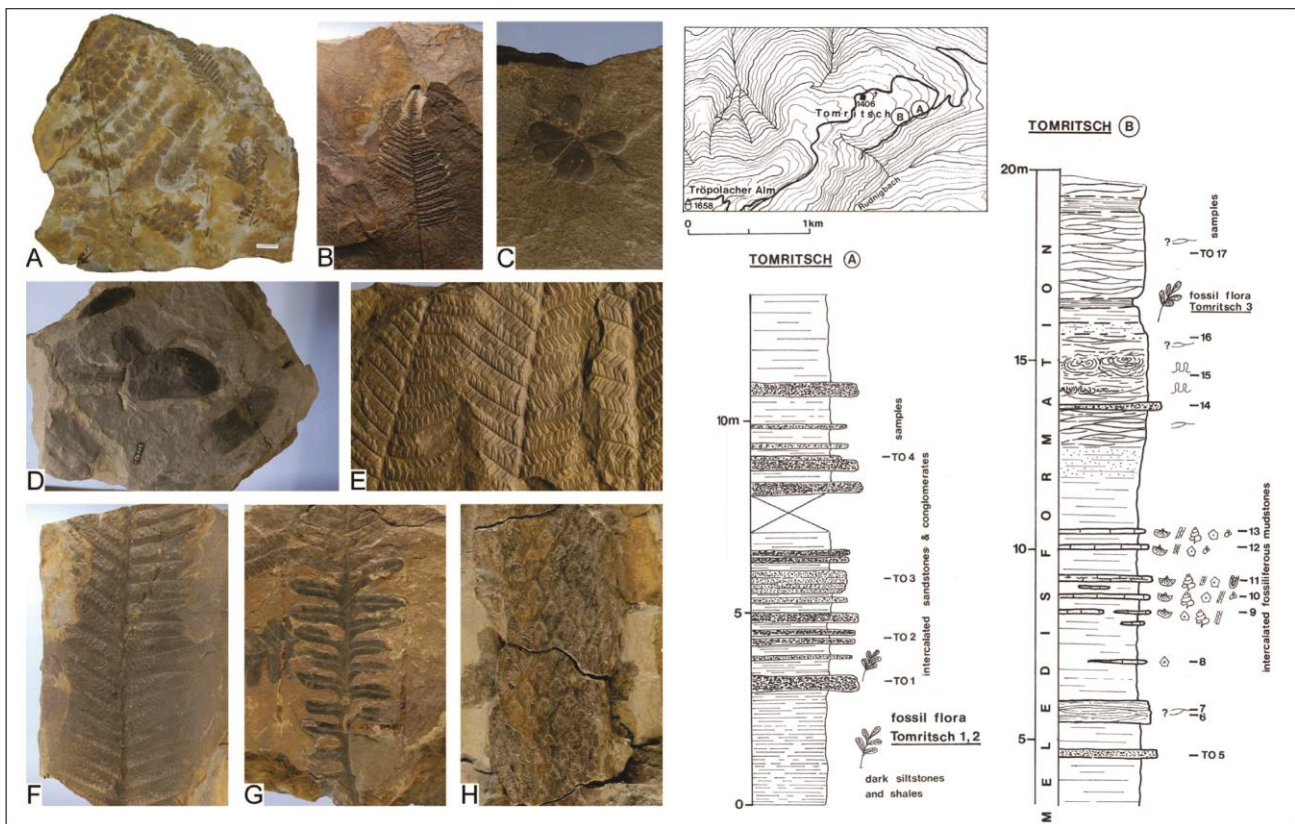 A
B
C
D
E
F
G
H
1406
Tomritsch
B
A
Tröpolacher Alm
1658
Rudnigbach
0
1km
TOMRITSCH A
10m
5
0
samples
TO 4
TO 3
TO 2
TO 1
intercalated sandstones & conglomerates
fossil flora
Tomritsch 1, 2
dark siltstones
and shales
TOMRITSCH B
20m
15
10
5
MELEDIS FORMATION
samples
?
TO 17
fossil flora
Tomritsch 3
?
16
15
14
13
12
11
10
9
8
7
?
6
TO 5
intercalated fossiliferous mudstones